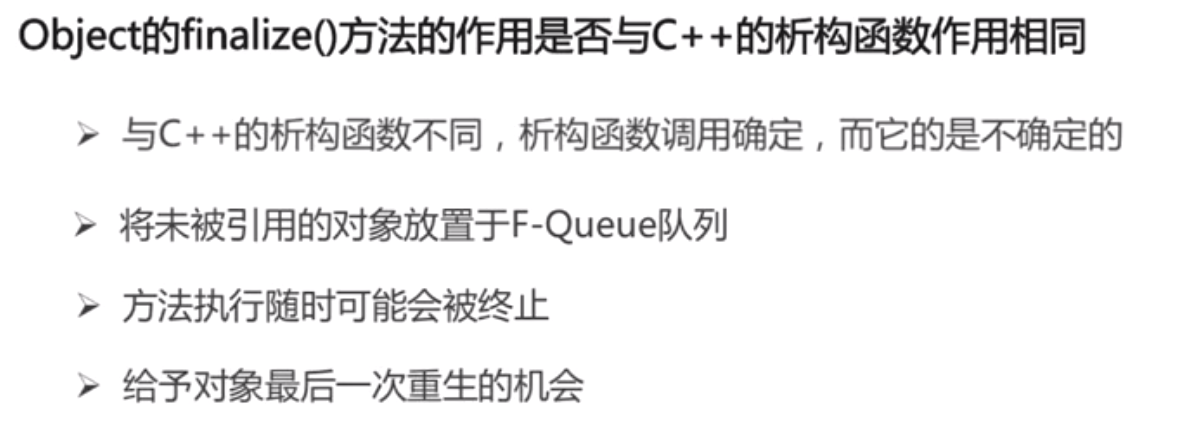 Object的finalize()方法的作用是否与C++的析构函数作用相同
➢ 与C++的析构函数不同，析构函数调用确定，而它的是不确定的
➢ 将未被引用的对象放置于F-Queue队列
➢ 方法执行随时可能会被终止
➢ 给予对象最后一次重生的机会